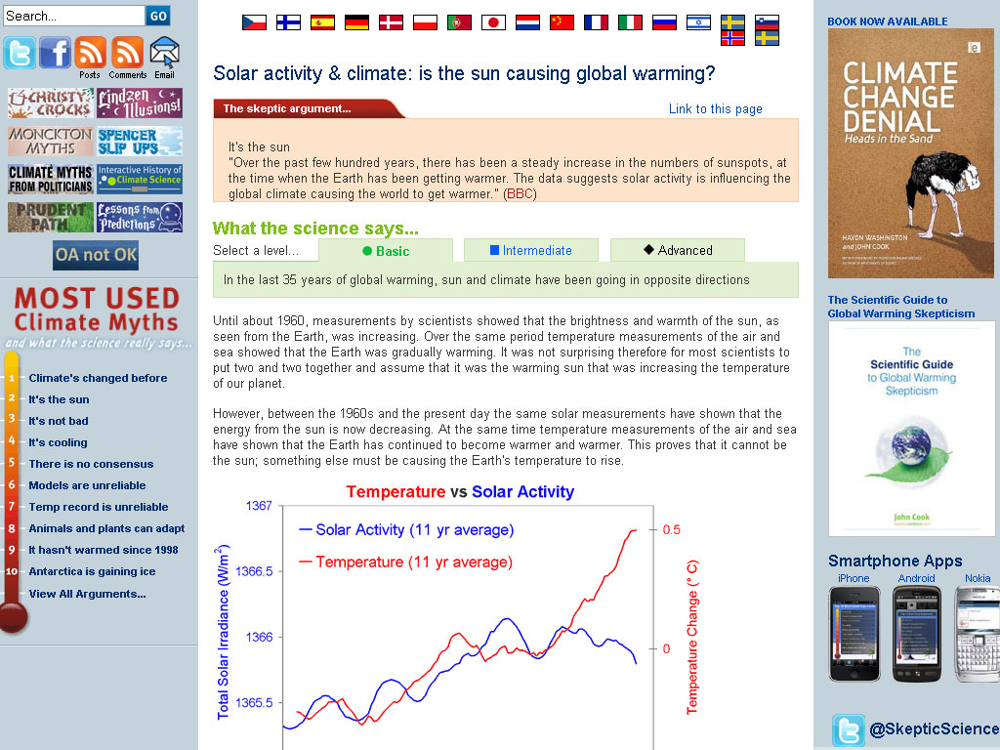 Search...
GO
Posts
Comments
Email
CHRISTY CROCKS
Lindzen Illusions!
MONCKTON MYTHS
SPENCER SLIP UPS
CLIMATE MYTHS FROM POLITICIANS
Interactive History of Climate Science
PRUDENT PATH
Lessons from Predictions
OA not OK
MOST USED
Climate Myths
and what the science really says...
1 Climate's changed before
2 It's the sun
3 It's not bad
4 It's cooling
5 There is no consensus
6 Models are unreliable
7 Temp record is unreliable
8 Animals and plants can adapt
9 It hasn't warmed since 1998
10 Antarctica is gaining ice
View All Arguments...
Solar activity & climate: is the sun causing global warming?
The skeptic argument...
Link to this page
It's the sun
"Over the past few hundred years, there has been a steady increase in the numbers of sunspots, at
the time when the Earth has been getting warmer. The data suggests solar activity is influencing the
global climate causing the world to get warmer." (BBC)
What the science says...
Select a level...
Basic
Intermediate
Advanced
In the last 35 years of global warming, sun and climate have been going in opposite directions
Until about 1960, measurements by scientists showed that the brightness and warmth of the sun, as
seen from the Earth, was increasing. Over the same period temperature measurements of the air and
sea showed that the Earth was gradually warming. It was not surprising therefore for most scientists to
put two and two together and assume that it was the warming sun that was increasing the temperature
of our planet.
However, between the 1960s and the present day the same solar measurements have shown that the
energy from the sun is now decreasing. At the same time temperature measurements of the air and sea
have shown that the Earth has continued to become warmer and warmer. This proves that it cannot be
the sun; something else must be causing the Earth's temperature to rise.
Temperature vs Solar Activity
Solar Activity (11 yr average)
Temperature (11 yr average)
1367
1366.5
1366
1365.5
Total Solar Irradiance (W/m²)
0.5
0
Temperature Change (° C)
BOOK NOW AVAILABLE
CLIMATE
CHANGE
DENIAL
Heads in the Sand
HAYDN WASHINGTON
and JOHN COOK
The Scientific Guide to
Global Warming Skepticism
The
Scientific Guide
to Global Warming
Skepticism
John Cook
Smartphone Apps
iPhone
Android
Nokia
@SkepticScience